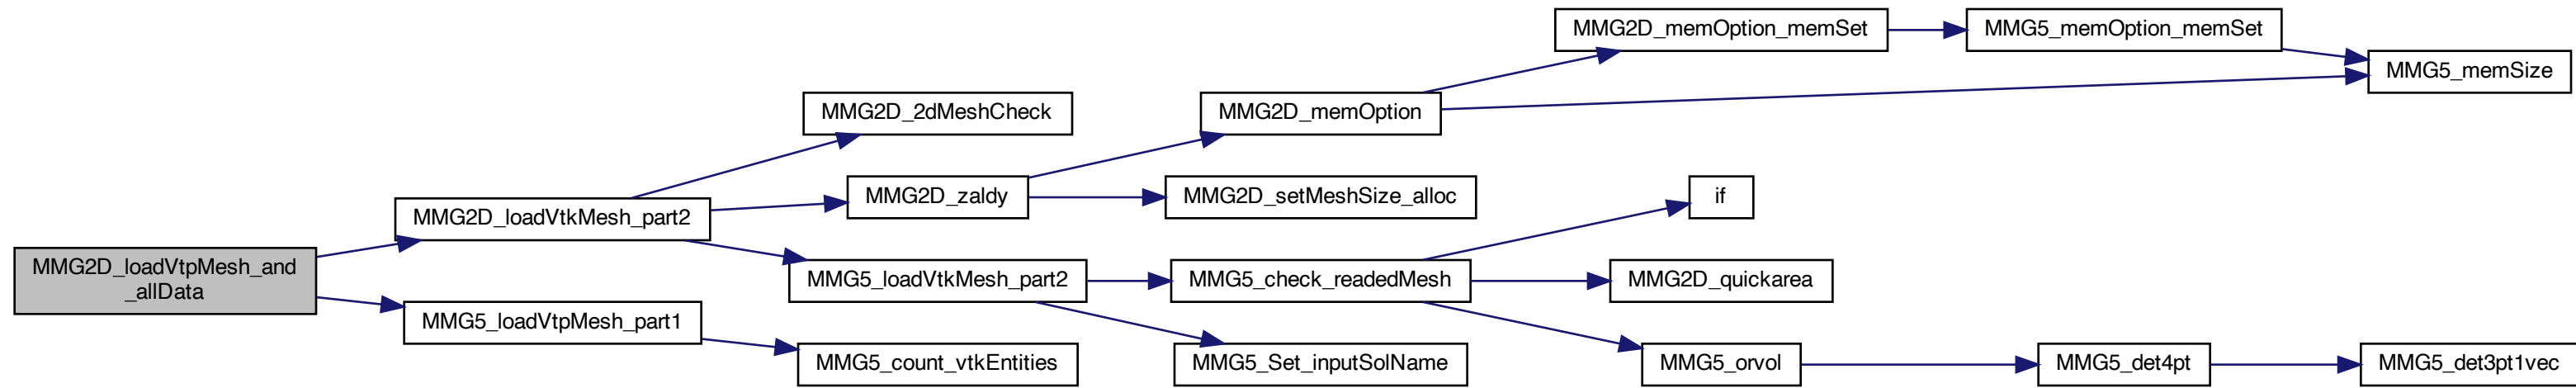 MMG2D_loadVtpMesh_and
_allData
MMG2D_loadVtkMesh_part2
MMG5_loadVtpMesh_part1
MMG2D_2dMeshCheck
MMG2D_zaldy
MMG5_loadVtkMesh_part2
MMG5_count_vtkEntities
MMG2D_memOption
MMG2D_setMeshSize_alloc
MMG5_check_readedMesh
MMG5_Set_inputSolName
MMG2D_memOption_memSet
if
MMG2D_quickarea
MMG5_orvol
MMG5_memOption_memSet
MMG5_det4pt
MMG5_memSize
MMG5_det3pt1vec